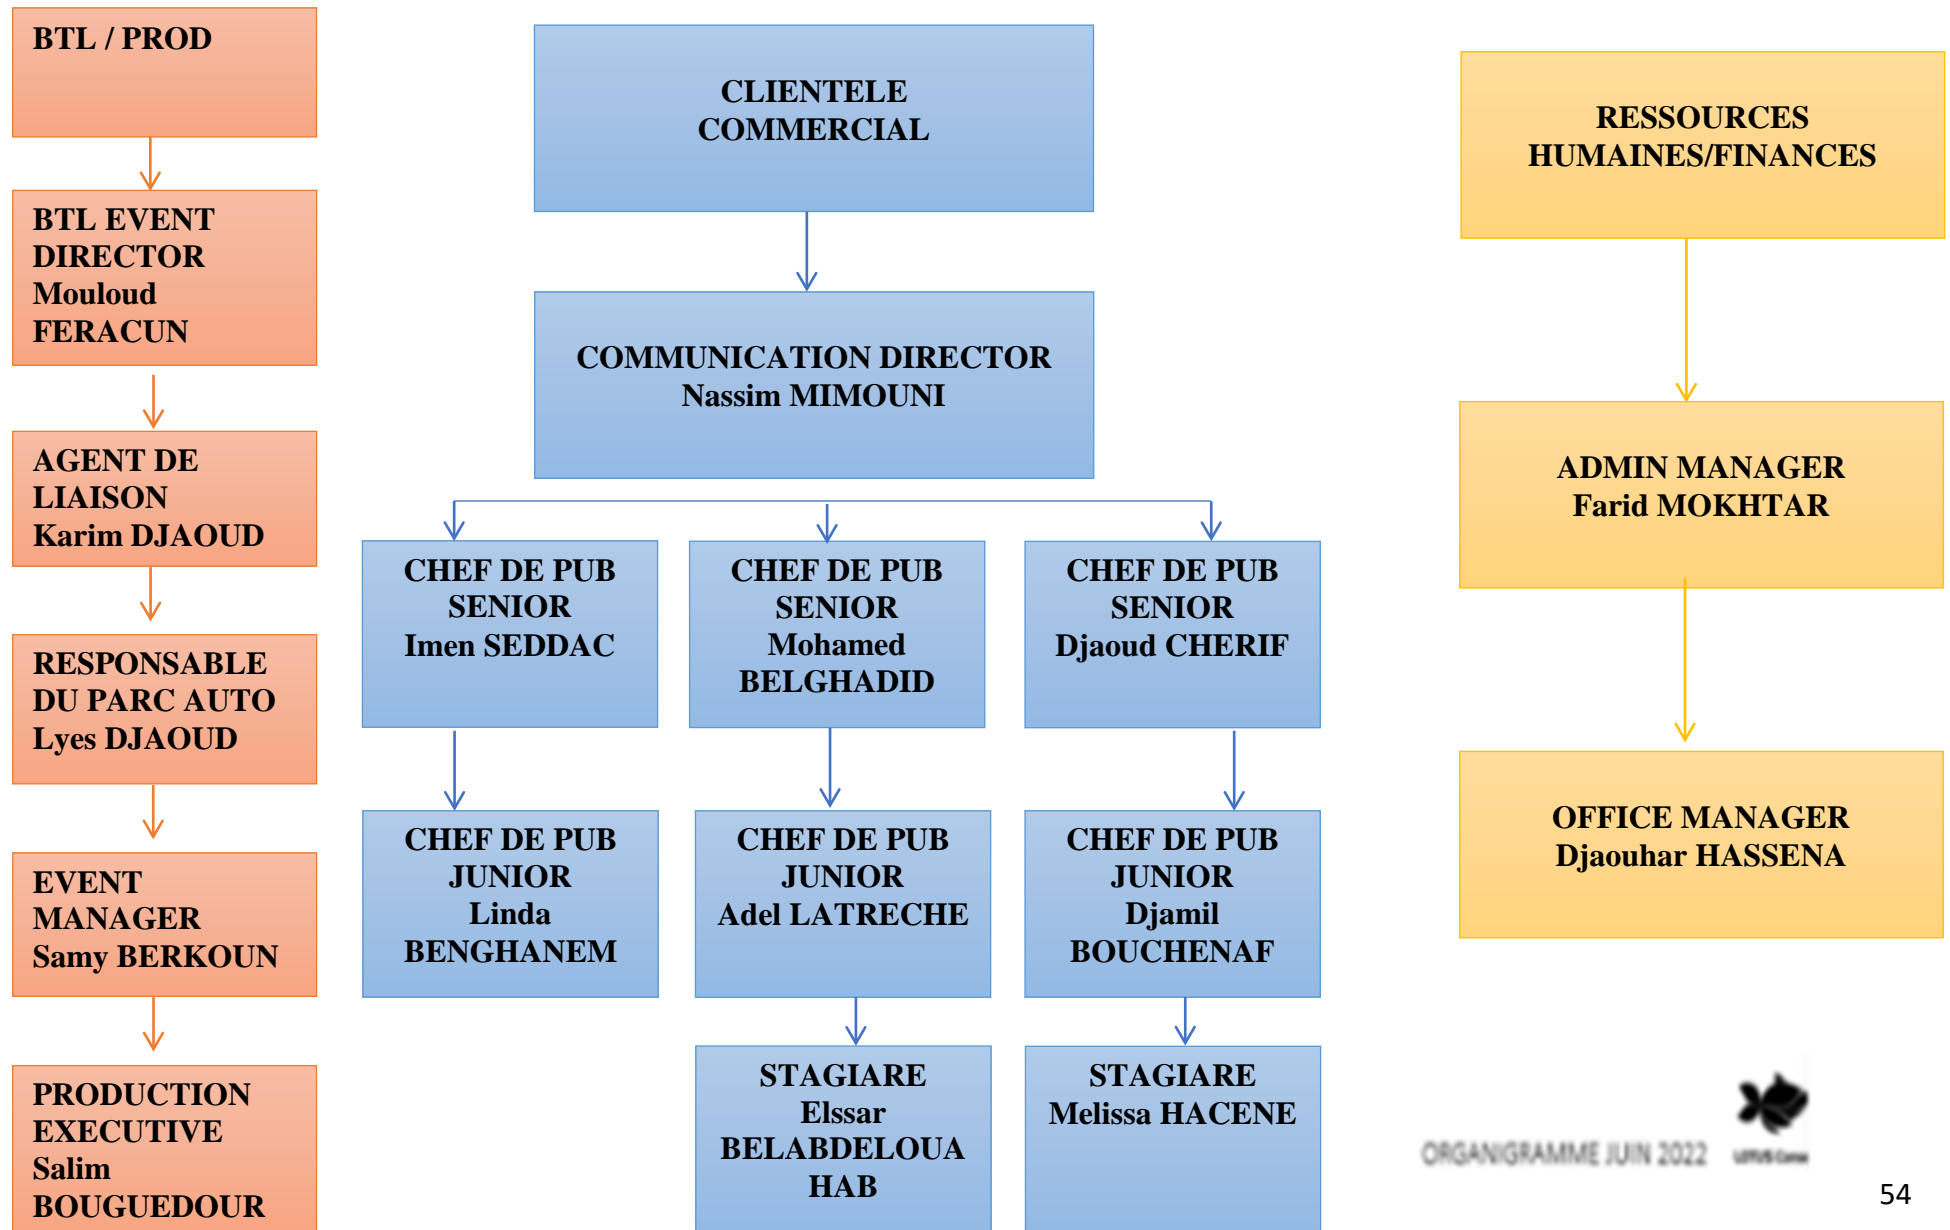 BTL / PROD
BTL EVENT
DIRECTOR
Mouloud
FERACUN
AGENT DE
LIAISON
Karim DJAOUD
RESPONSABLE
DU PARC AUTO
Lyes DJAOUD
EVENT
MANAGER
Samy BERKOUN
PRODUCTION
EXECUTIVE
Salim
BOUGUEDOUR
CLIENTELE
COMMERCIAL
COMMUNICATION DIRECTOR
Nassim MIMOUNI
CHEF DE PUB
SENIOR
Imen SEDDAC
CHEF DE PUB
SENIOR
Mohamed
BELGHADID
CHEF DE PUB
SENIOR
Djaoud CHERIF
CHEF DE PUB
JUNIOR
Linda
BENGHANEM
CHEF DE PUB
JUNIOR
Adel LATRECHE
CHEF DE PUB
JUNIOR
Djamil
BOUCHENAF
STAGIARE
Elssar
BELABDELOUA
HAB
STAGIARE
Melissa HACENE
RESSOURCES
HUMAINES/FINANCES
ADMIN MANAGER
Farid MOKHTAR
OFFICE MANAGER
Djaouhar HASSENA
ORGANIGRAMME JUIN 2022
LOTUS
54